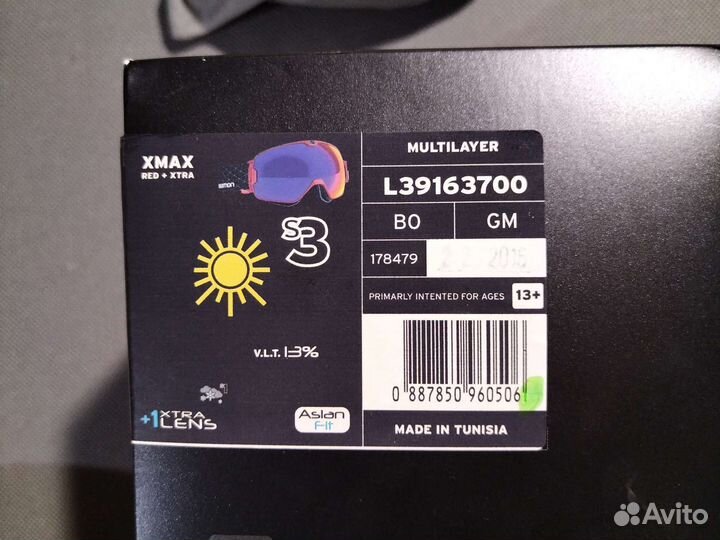 XMAX
RED + XTRA
S3
V.L.T. 13%
+1 XTRA LENS
Asian Fit
MULTILAYER
L39163700
B0 GM
178479
PRIMARILY INTENDED FOR AGES 13+
0 887850 960506
MADE IN TUNISIA
Avito